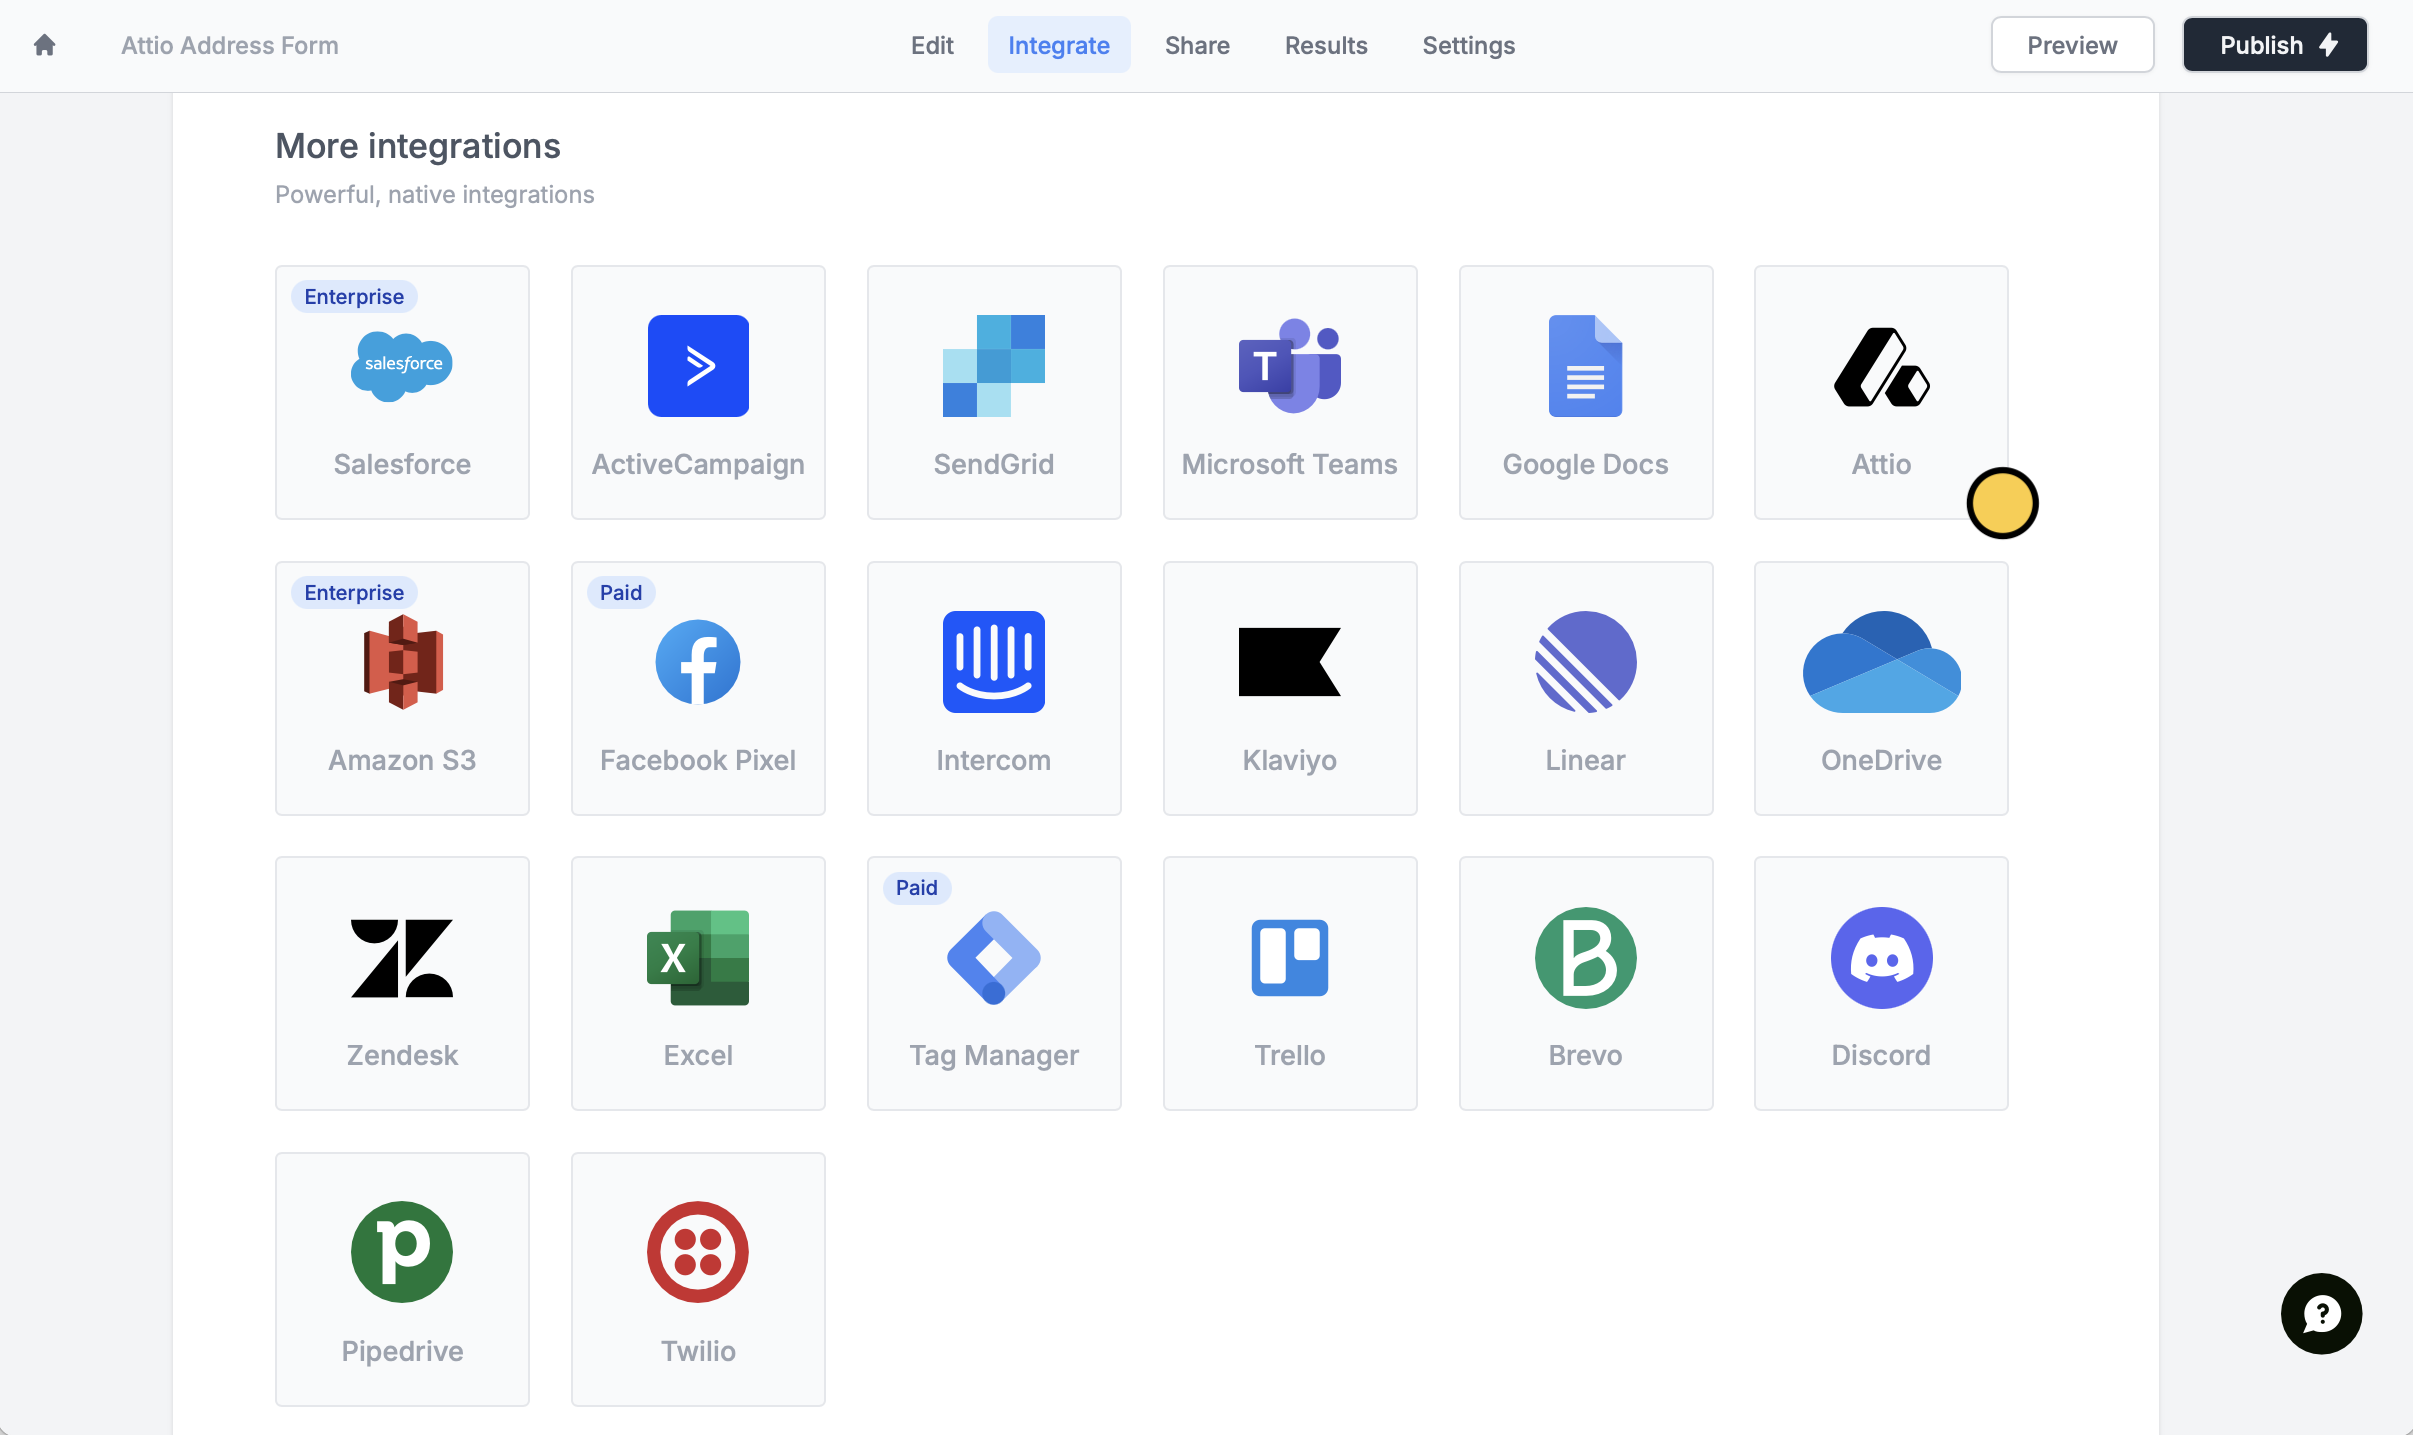 Attio Address Form
Edit
Integrate
Share
Results
Settings
Preview
Publish
More integrations
Powerful, native integrations
Enterprise
salesforce
Salesforce
ActiveCampaign
SendGrid
T
Microsoft Teams
Google Docs
Attio
Enterprise
Amazon S3
Paid
Facebook Pixel
Intercom
Klaviyo
Linear
OneDrive
Zendesk
X
Excel
Paid
Tag Manager
Trello
B
Brevo
Discord
p
Pipedrive
Twilio
?